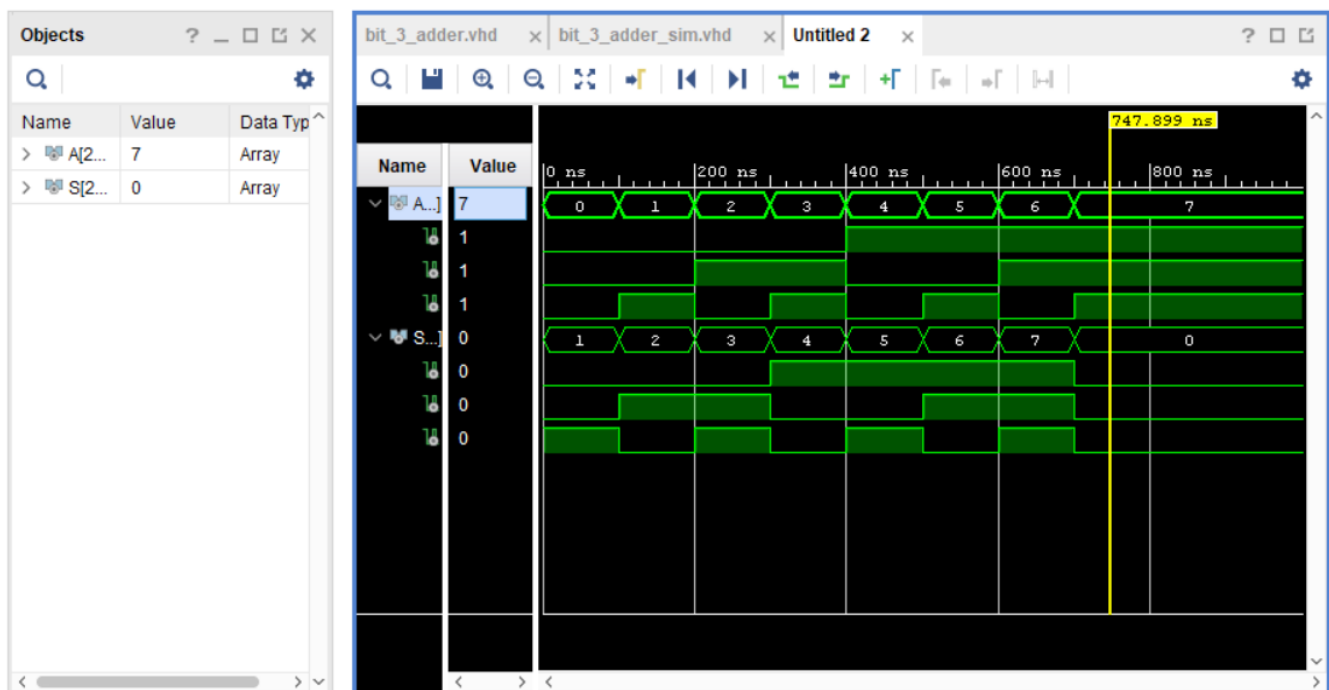 Objects ?
Name Value Data Typ
A[2... 7 Array
S[2... 0 Array
bit_3_adder.vhd bit_3_adder_sim.vhd Untitled 2 ?
747.899 ns
Name Value
0 ns 200 ns 400 ns 600 ns 800 ns
A...] 7 0 1 2 3 4 5 6 7
1
1
1
S...] 0 1 2 3 4 5 6 7 0
0
0
0